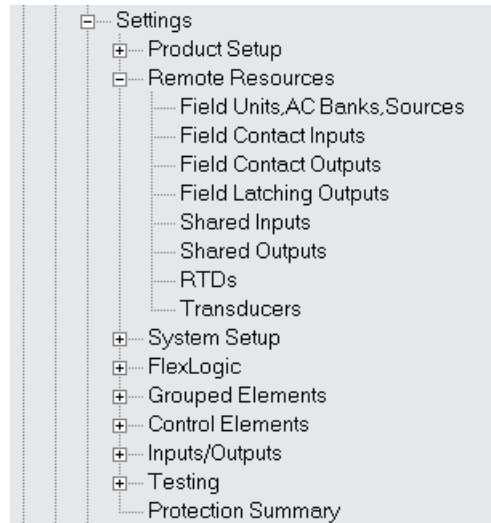 Settings
Product Setup
Remote Resources
Field Units,AC Banks,Sources
Field Contact Inputs
Field Contact Outputs
Field Latching Outputs
Shared Inputs
Shared Outputs
RTDs
Transducers
System Setup
FlexLogic
Grouped Elements
Control Elements
Inputs/Outputs
Testing
Protection Summary